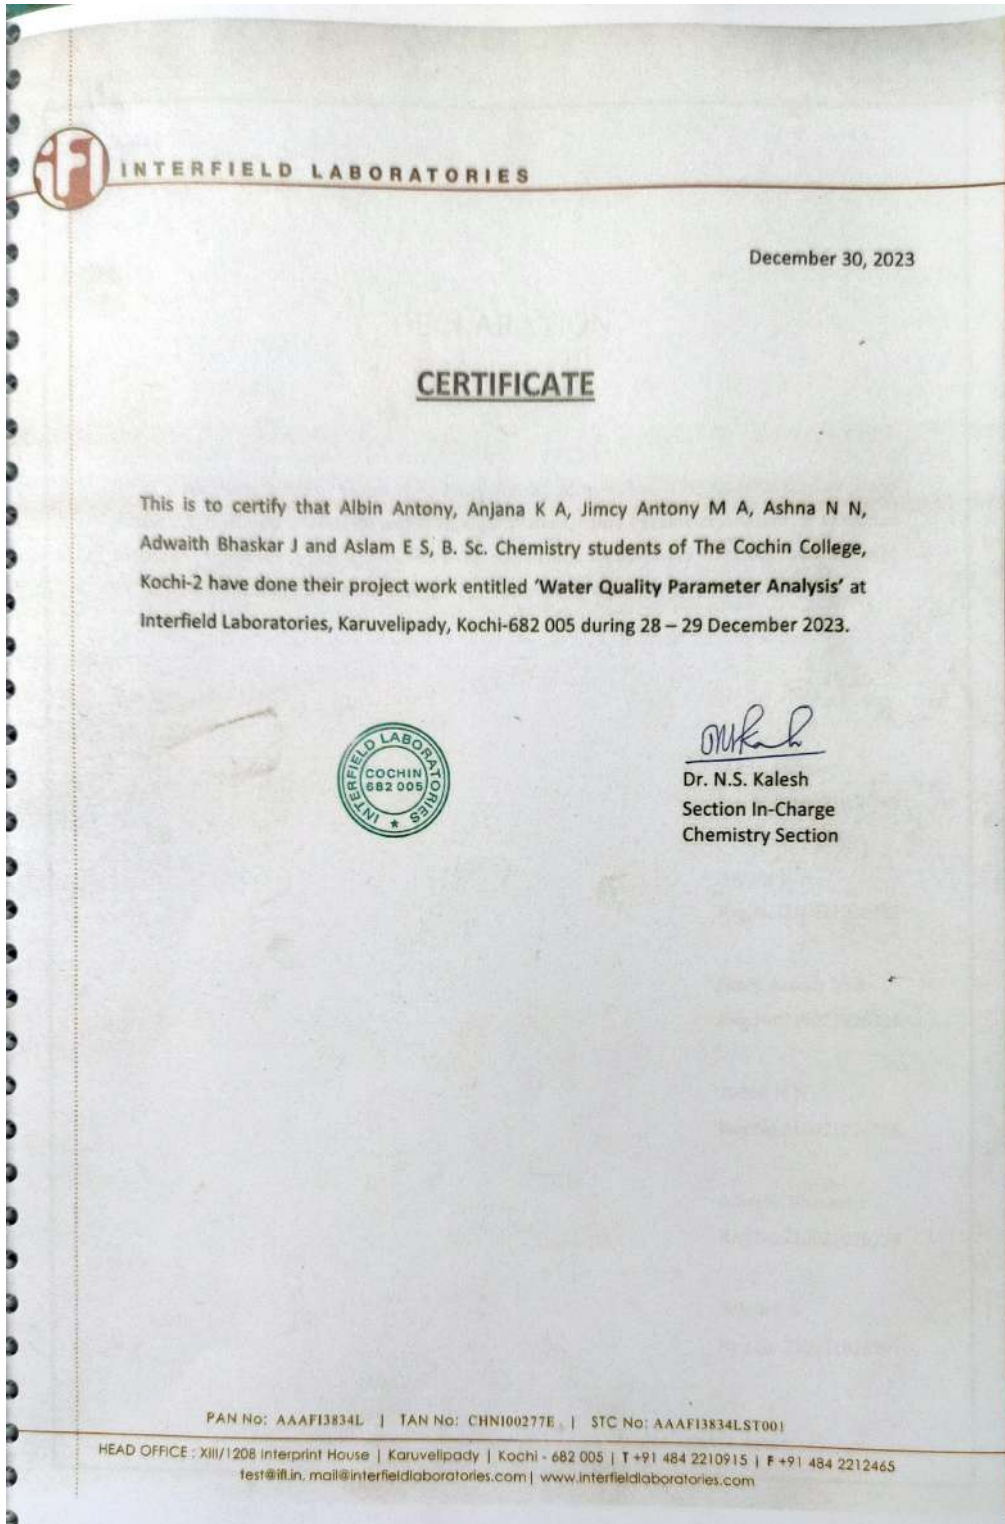 ifl INTERFIELD LABORATORIES
December 30, 2023
CERTIFICATE
This is to certify that Albin Antony, Anjana K A, Jimcy Antony M A, Ashna N N,
Adwaith Bhaskar J and Aslam E S, B. Sc. Chemistry students of The Cochin College,
Kochi-2 have done their project work entitled ‘Water Quality Parameter Analysis’ at
Interfield Laboratories, Karuvelipady, Kochi-682 005 during 28 – 29 December 2023.
INTERFIELD LABORATORIES
COCHIN
682 005
Dr. N.S. Kalesh
Section In-Charge
Chemistry Section
PAN No: AAAFI3834L | TAN No: CHNI00277E | STC No: AAAFI3834LST001
HEAD OFFICE : XIII/1208 Interprint House | Karuvelipady | Kochi - 682 005 | T +91 484 2210915 | F +91 484 2212465
test@ifl.in, mail@interfieldlaboratories.com | www.interfieldlaboratories.com